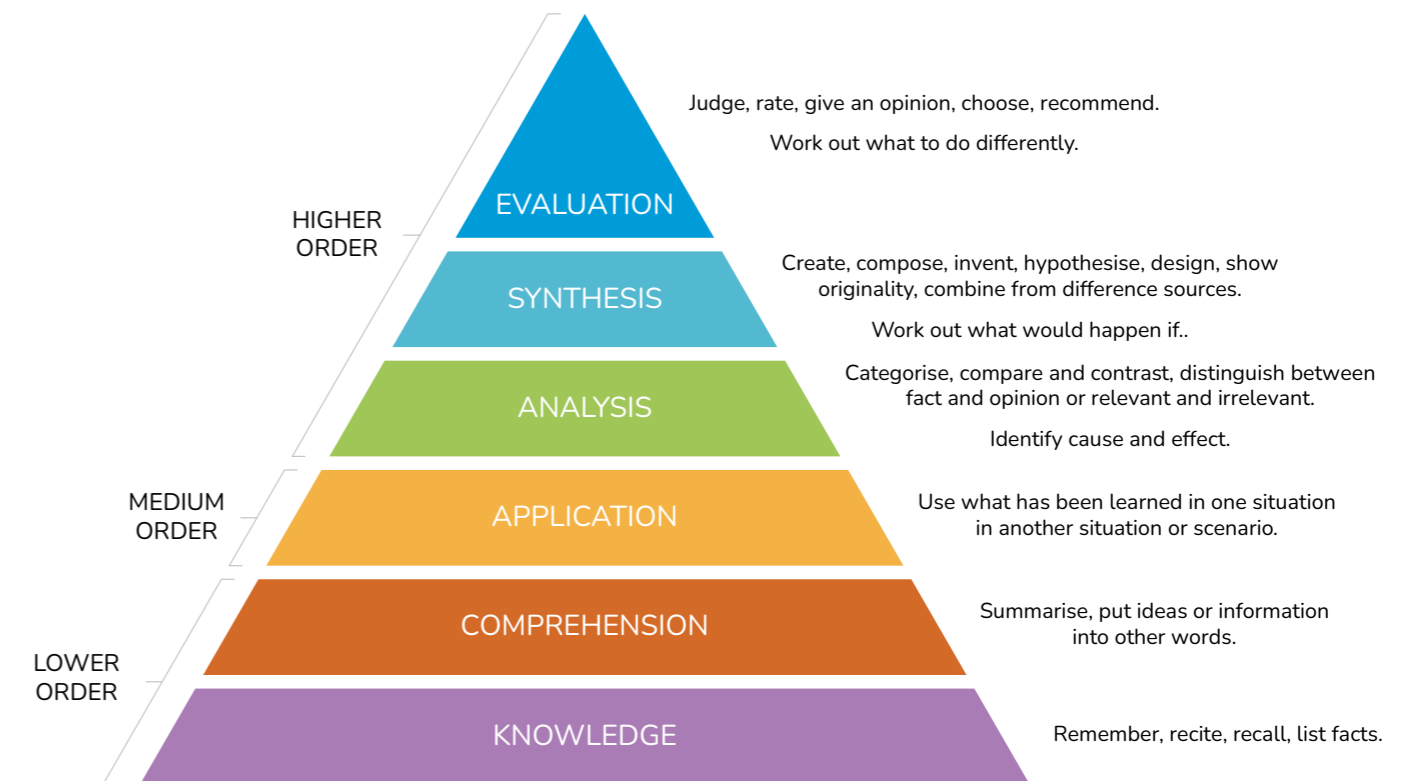 Judge, rate, give an opinion, choose, recommend.
Work out what to do differently.
EVALUATION
HIGHER
ORDER
Create, compose, invent, hypothesise, design, show
originality, combine from difference sources.
Work out what would happen if..
SYNTHESIS
Categorise, compare and contrast, distinguish between
fact and opinion or relevant and irrelevant.
Identify cause and effect.
ANALYSIS
MEDIUM
ORDER
APPLICATION
Use what has been learned in one situation
in another situation or scenario.
COMPREHENSION
Summarise, put ideas or information
into other words.
LOWER
ORDER
KNOWLEDGE
Remember, recite, recall, list facts.